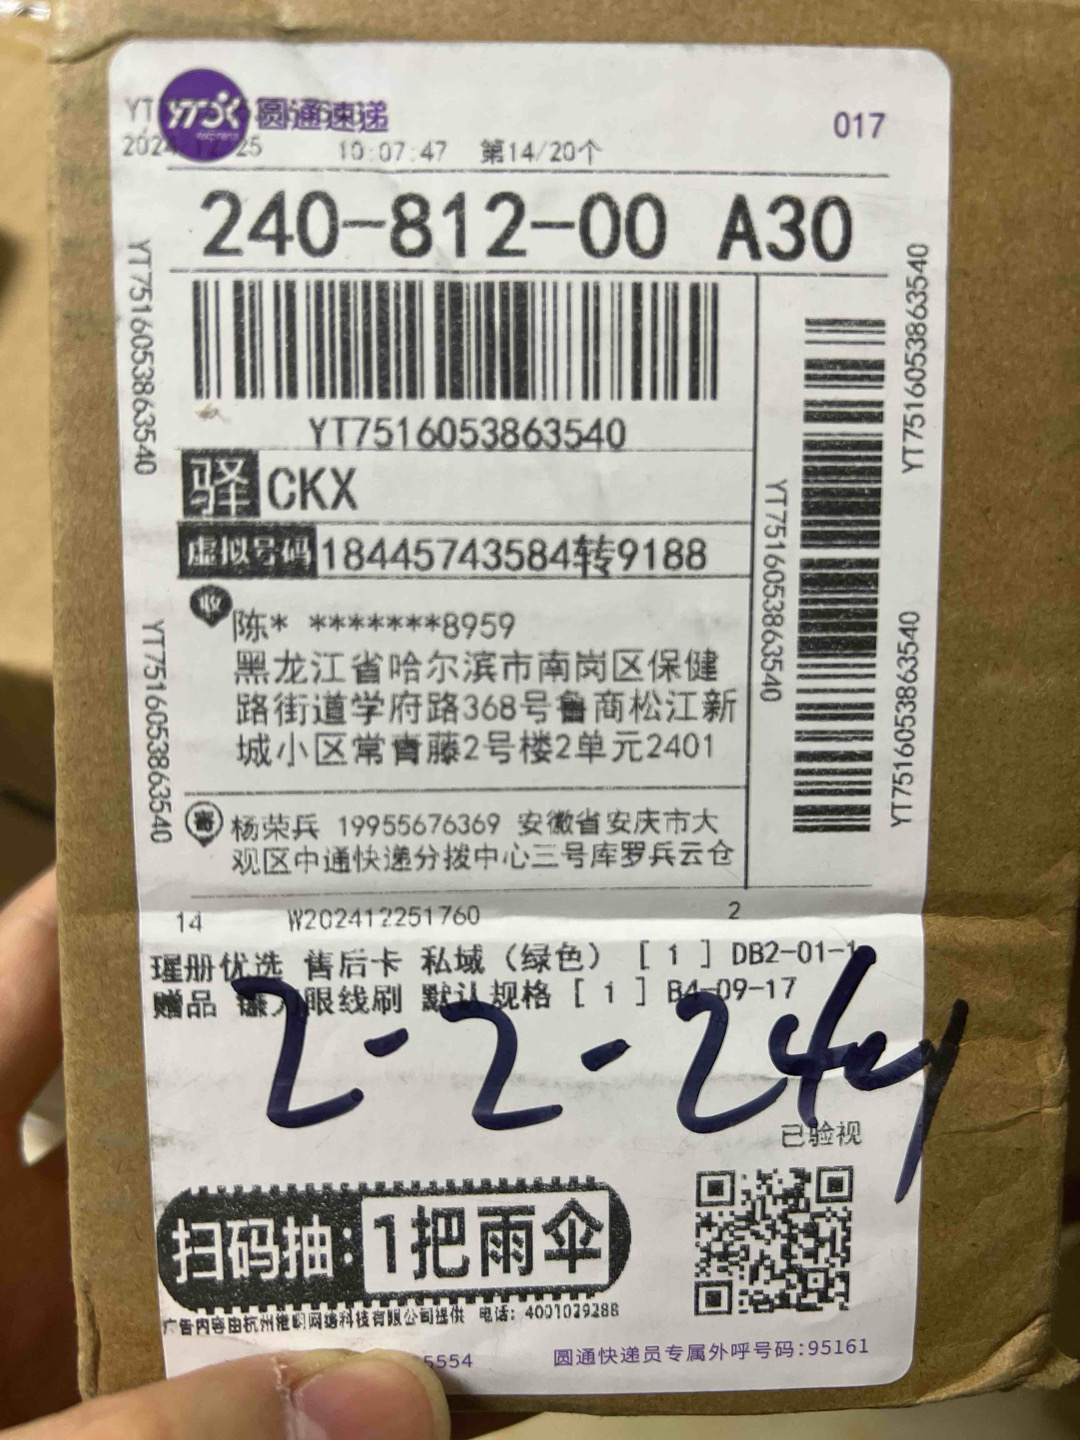 圆通速递
017
10:07:47 第14/20个
240-812-00 A30
YT7516053863540
驿 CKX
虚拟号码 18445743584转9188
收 陈* *******8959
黑龙江省哈尔滨市南岗区保健
路街道学府路368号鲁商松江新
城小区常青藤2号楼2单元2401
寄 杨荣兵 19955676369 安徽省安庆市大
观区中通快递分拨中心三号库罗兵云仓
14 W202412251760 2
瑾册优选 售后卡 私域（绿色）[ 1 ] DB2-01-1
赠品 眼线刷 默认规格 [ 1 ] B4-09-17
2-2-24
已验视
扫码抽:1把雨伞
电话: 4001029288
5554 圆通快递员专属外呼号码:95161
YT7516053863540
YT7516053863540
YT7516053863540
YT7516053863540
YT7516053863540